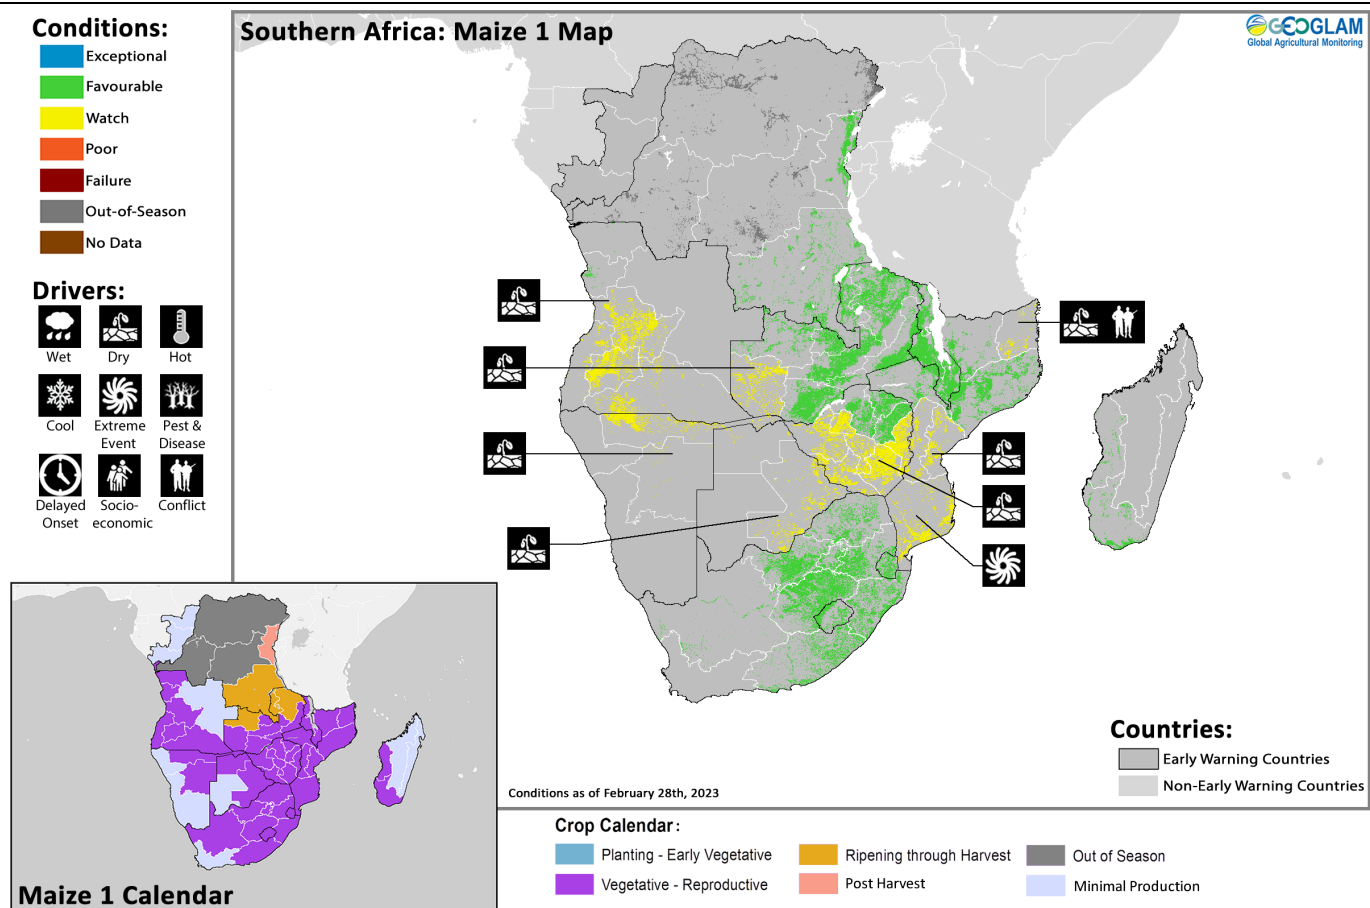 Conditions:
Exceptional
Favourable
Watch
Poor
Failure
Out-of-Season
No Data
Drivers:
Wet
Dry
Hot
Cool
Extreme
Event
Pest &
Disease
Delayed
Onset
Socio-
economic
Conflict
Southern Africa: Maize 1 Map
GEOGLAM
Global Agricultural Monitoring
Countries:
Early Warning Countries
Non-Early Warning Countries
Conditions as of February 28th, 2023
Maize 1 Calendar
Crop Calendar:
Planting - Early Vegetative
Vegetative - Reproductive
Ripening through Harvest
Post Harvest
Out of Season
Minimal Production